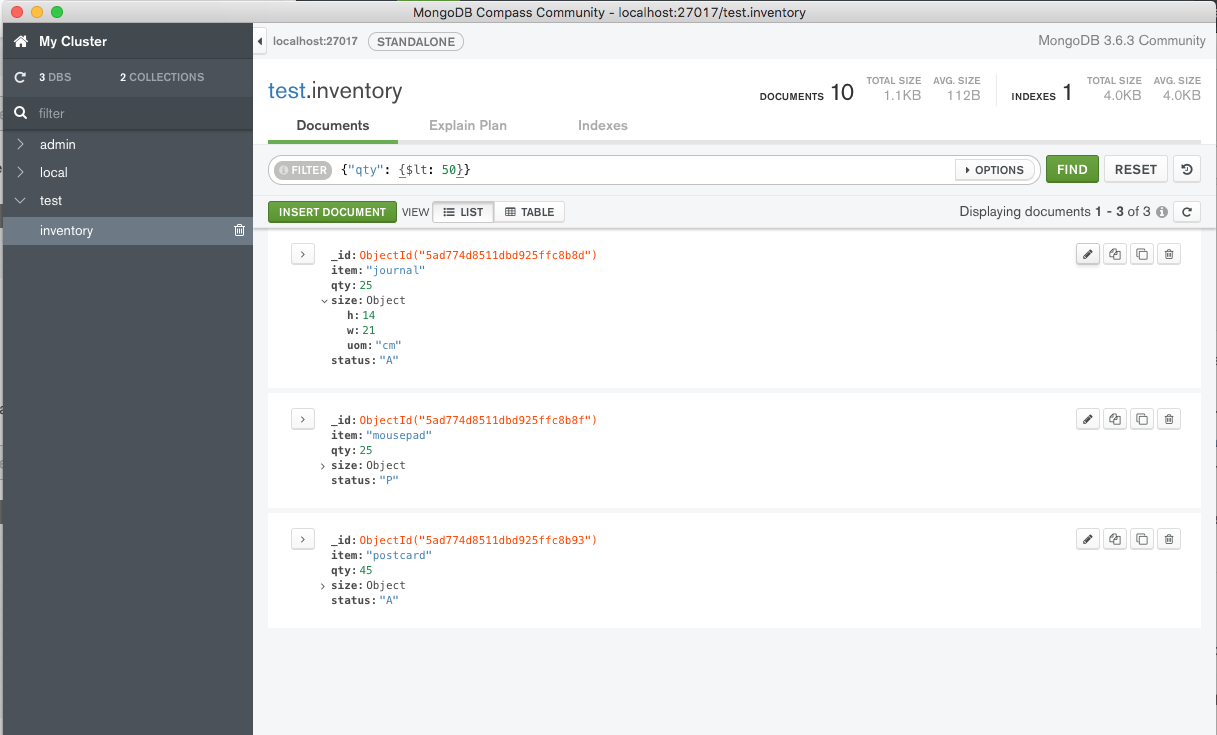 MongoDB Compass Community - localhost:27017/test.inventory
My Cluster
3 DBS 2 COLLECTIONS
filter
admin
local
test
inventory
localhost:27017 STANDALONE MongoDB 3.6.3 Community
test.inventory
DOCUMENTS 10 TOTAL SIZE 1.1KB AVG. SIZE 112B INDEXES 1 TOTAL SIZE 4.0KB AVG. SIZE 4.0KB
Documents Explain Plan Indexes
FILTER {"qty": {$lt: 50}} OPTIONS FIND RESET
INSERT DOCUMENT VIEW LIST TABLE Displaying documents 1 - 3 of 3
_id:ObjectId("5ad774d8511dbd925ffc8b8d")
item:"journal"
qty:25
size:Object
h:14
w:21
uom:"cm"
status:"A"
_id:ObjectId("5ad774d8511dbd925ffc8b8f")
item:"mousepad"
qty:25
size:Object
status:"P"
_id:ObjectId("5ad774d8511dbd925ffc8b93")
item:"postcard"
qty:45
size:Object
status:"A"